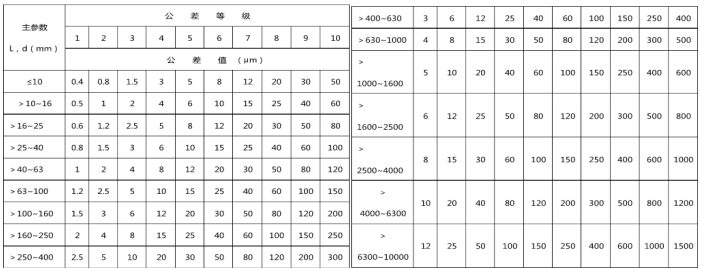 主参数
L，d（mm）
公 差 等 级
1 2 3 4 5 6 7 8 9 10
公 差 值 （μm）
≤10 0.4 0.8 1.5 3 5 8 12 20 30 50
＞10~16 0.5 1 2 4 6 10 15 25 40 60
＞16~25 0.6 1.2 2.5 5 8 12 20 30 50 80
＞25~40 0.8 1.5 3 6 10 15 25 40 60 100
＞40~63 1 2 4 8 12 20 30 50 80 120
＞63~100 1.2 2.5 5 10 15 25 40 60 100 150
＞100~160 1.5 3 6 12 20 30 50 80 120 200
＞160~250 2 4 8 15 25 40 60 100 150 250
＞250~400 2.5 5 10 20 30 50 80 120 200 300
＞400~630 3 6 12 25 40 60 100 150 250 400
＞630~1000 4 8 15 30 50 80 120 200 300 500
＞
1000~1600 5 10 20 40 60 100 150 250 400 600
＞
1600~2500 6 12 25 50 80 120 200 300 500 800
＞
2500~4000 8 15 30 60 100 150 250 400 600 1000
＞
4000~6300 10 20 40 80 120 200 300 500 800 1200
＞
6300~10000 12 25 50 100 150 250 400 600 1000 1500